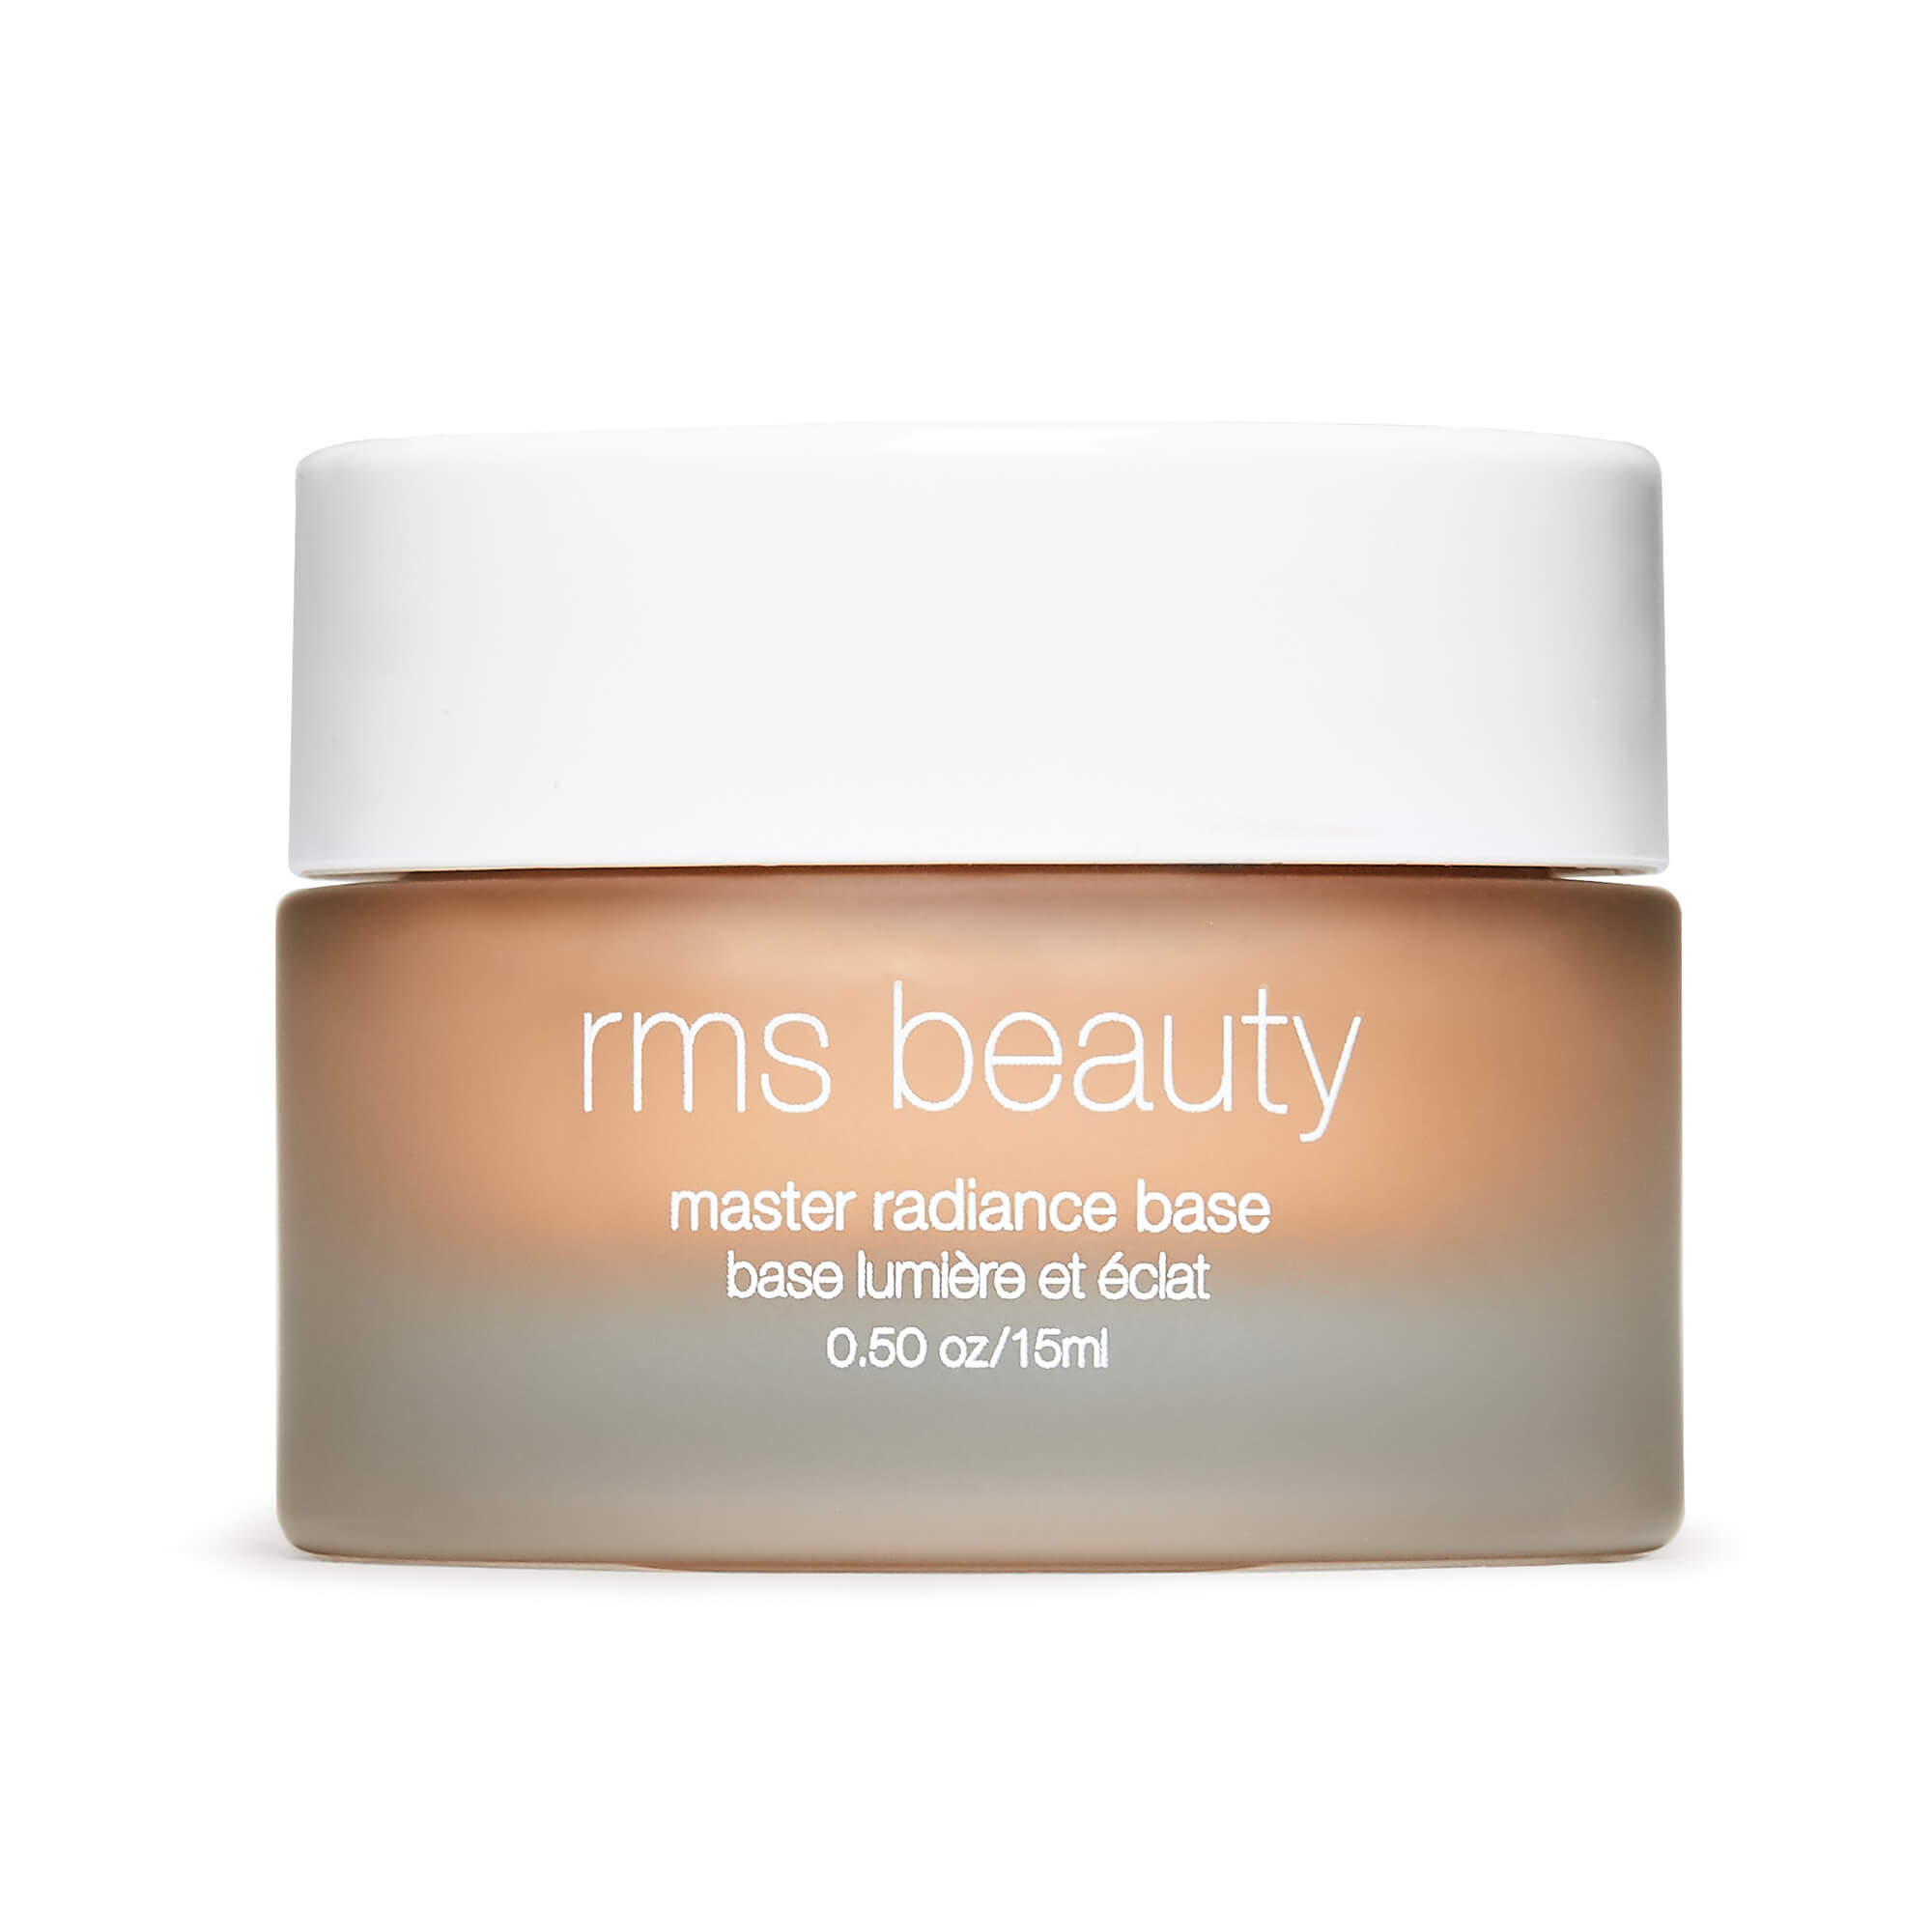 rms beauty
master radiance base
base lumière et éclat
0.50 oz/15ml